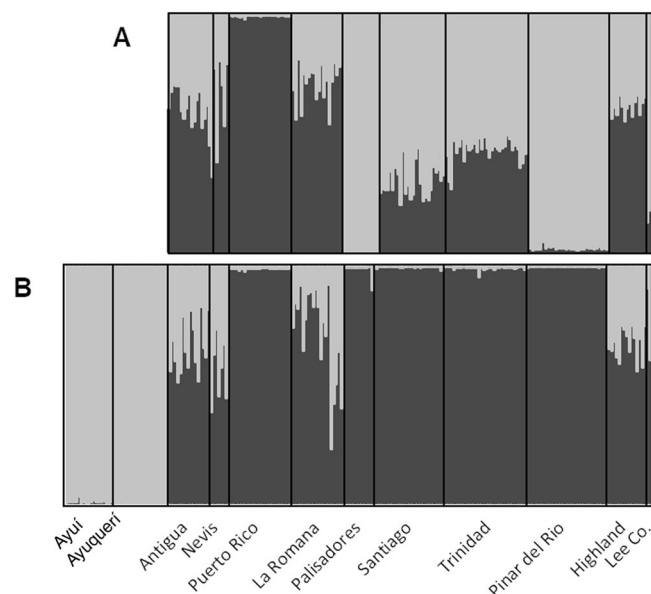 A
B
Ayuí
Ayuquerí
Antigua
Nevis
Puerto Rico
La Romana
Palisadores
Santiago
Trinidad
Pinar del Rio
Highland
Lee Co.